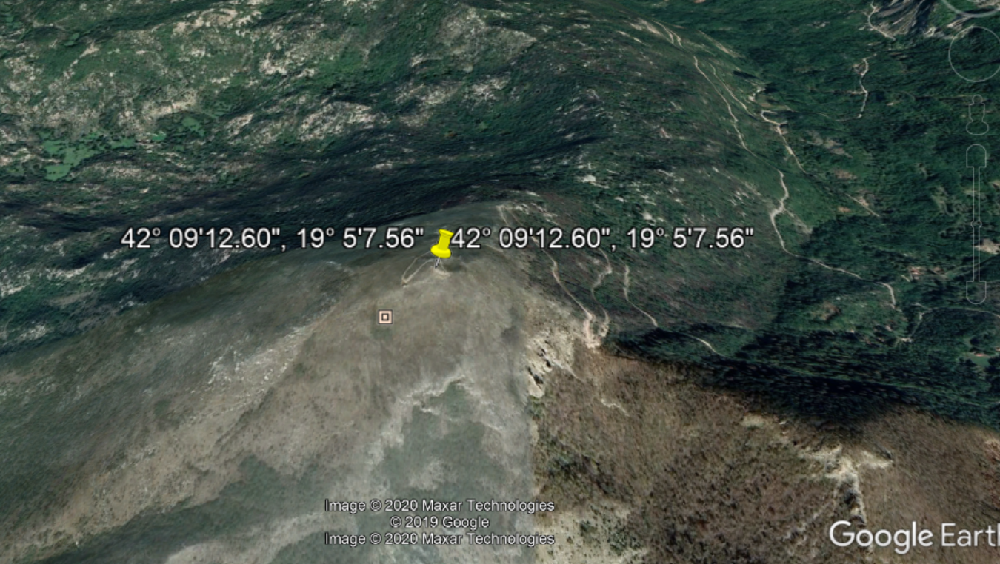 42° 09'12.60", 19° 5'7.56" 42° 09'12.60", 19° 5'7.56"
Image © 2020 Maxar Technologies
© 2019 Google
Image © 2020 Maxar Technologies
Google Earth